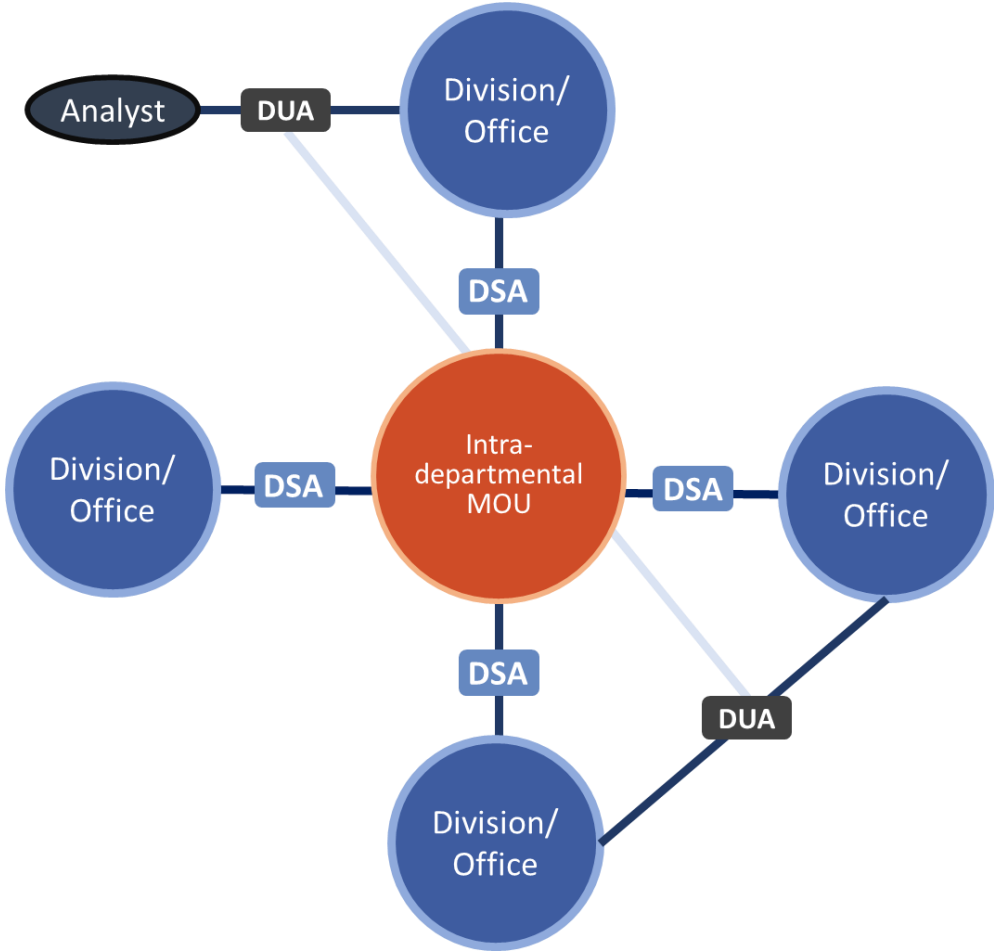 Analyst
DUA
Division/
Office
DSA
Division/
Office
DSA
Intra-
departmental
MOU
DSA
Division/
Office
DSA
DUA
Division/
Office